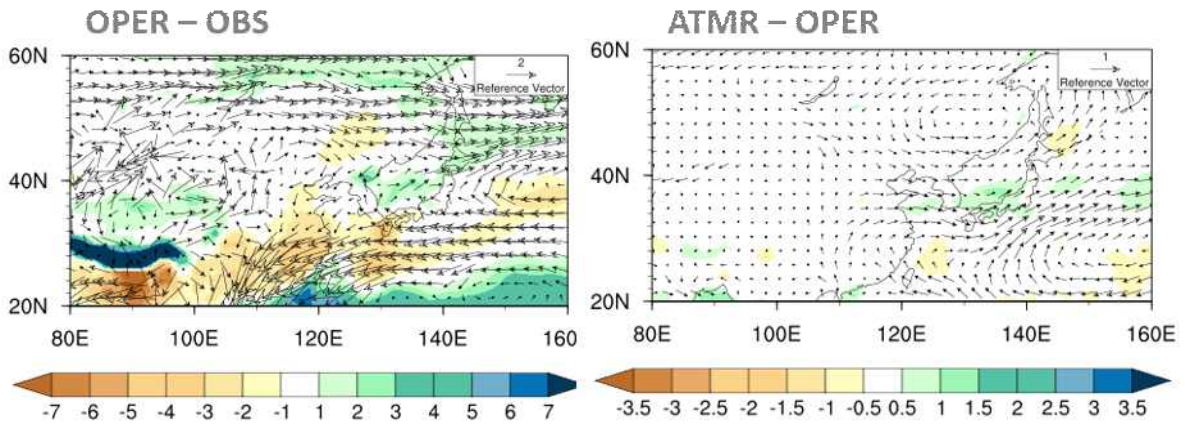 OPER – OBS
ATMR – OPER
60N
2
Reference Vector
40N
20N
80E 100E 120E 140E 160E
-7 -6 -5 -4 -3 -2 -1 1 2 3 4 5 6 7
60N
1
Reference Vector
40N
20N
80E 100E 120E 140E 160E
-3.5 -3 -2.5 -2 -1.5 -1 -0.5 0.5 1 1.5 2 2.5 3 3.5